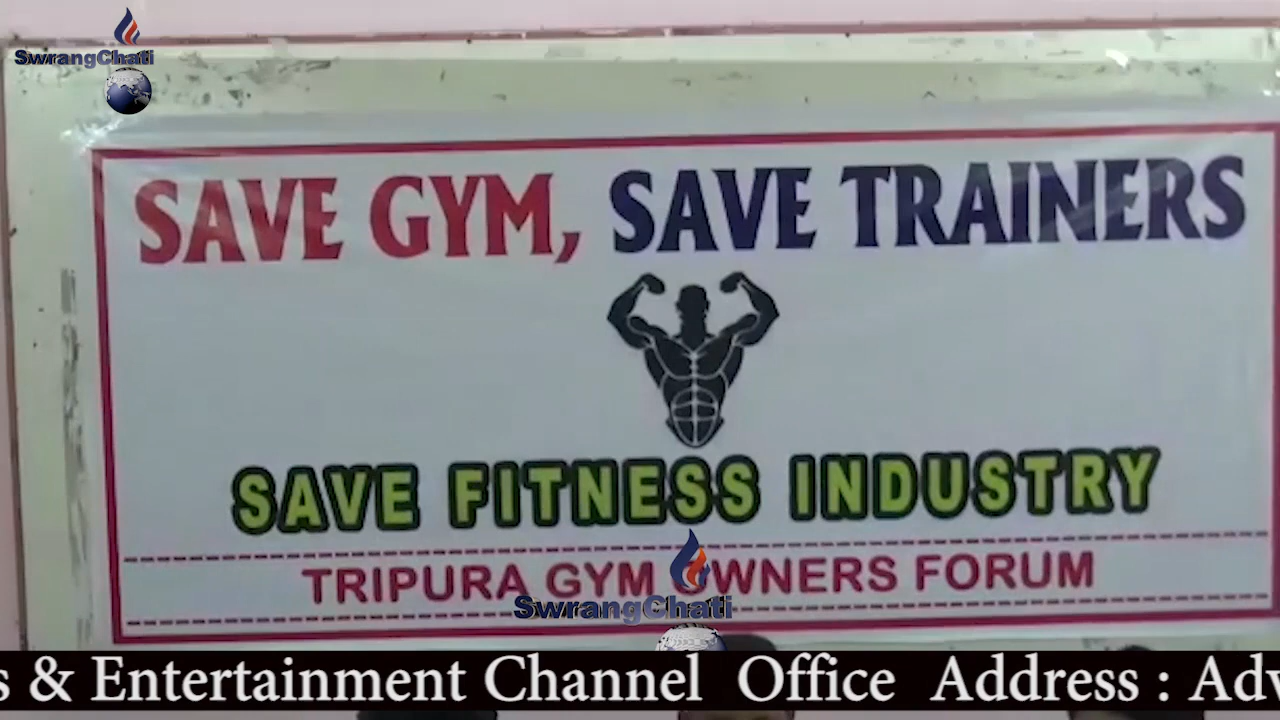 SwrangChati
SAVE GYM, SAVE TRAINERS
SAVE FITNESS INDUSTRY
TRIPURA GYM OWNERS FORUM
SwrangChati
s & Entertainment Channel Office Address : Adv